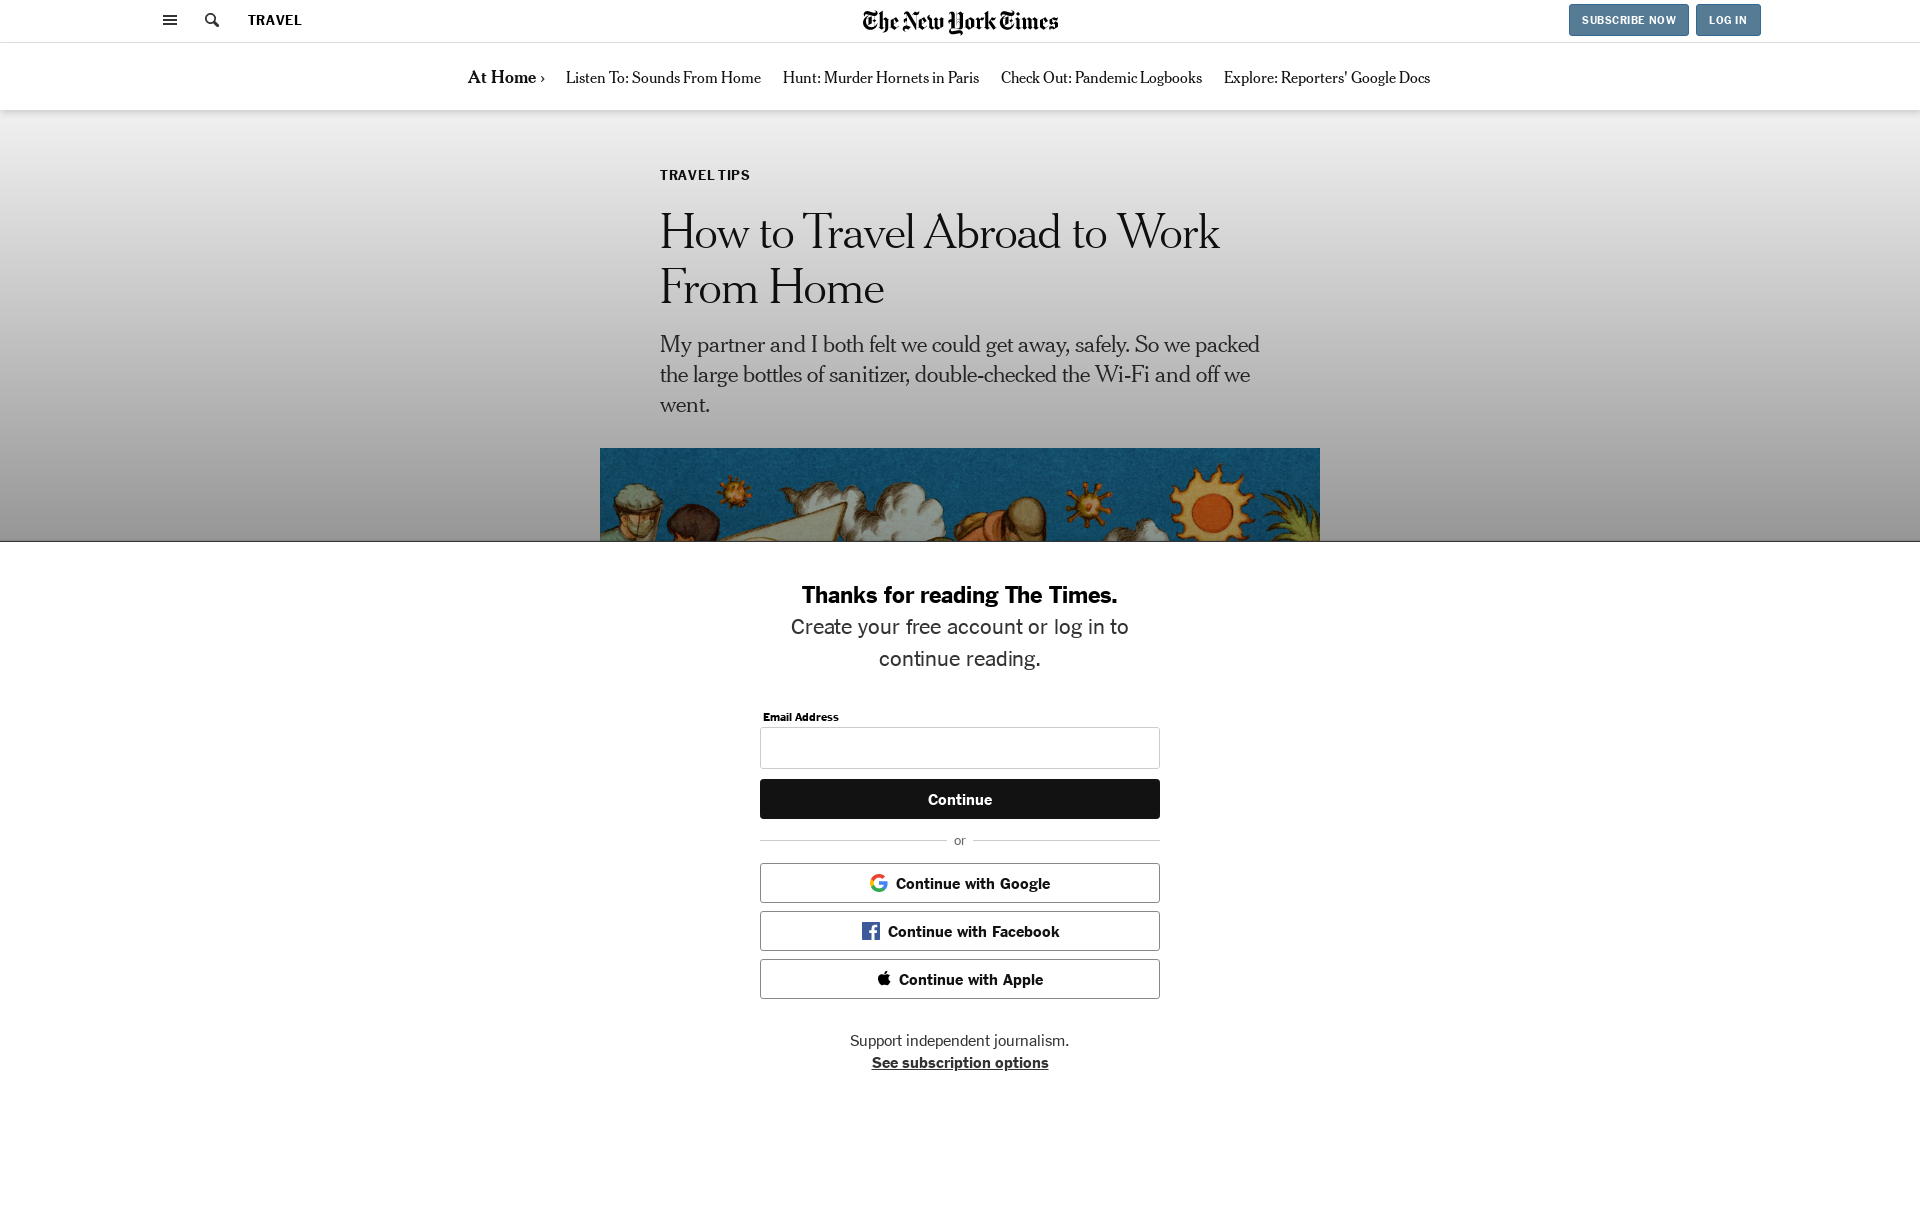 TRAVEL
The New York Times
SUBSCRIBE NOW
LOG IN
At Home ›
Listen To: Sounds From Home
Hunt: Murder Hornets in Paris
Check Out: Pandemic Logbooks
Explore: Reporters' Google Docs
TRAVEL TIPS
How to Travel Abroad to Work
From Home
My partner and I both felt we could get away, safely. So we packed
the large bottles of sanitizer, double-checked the Wi-Fi and off we
went.
Thanks for reading The Times.
Create your free account or log in to
continue reading.
Email Address
Continue
or
Continue with Google
Continue with Facebook
Continue with Apple
Support independent journalism.
See subscription options